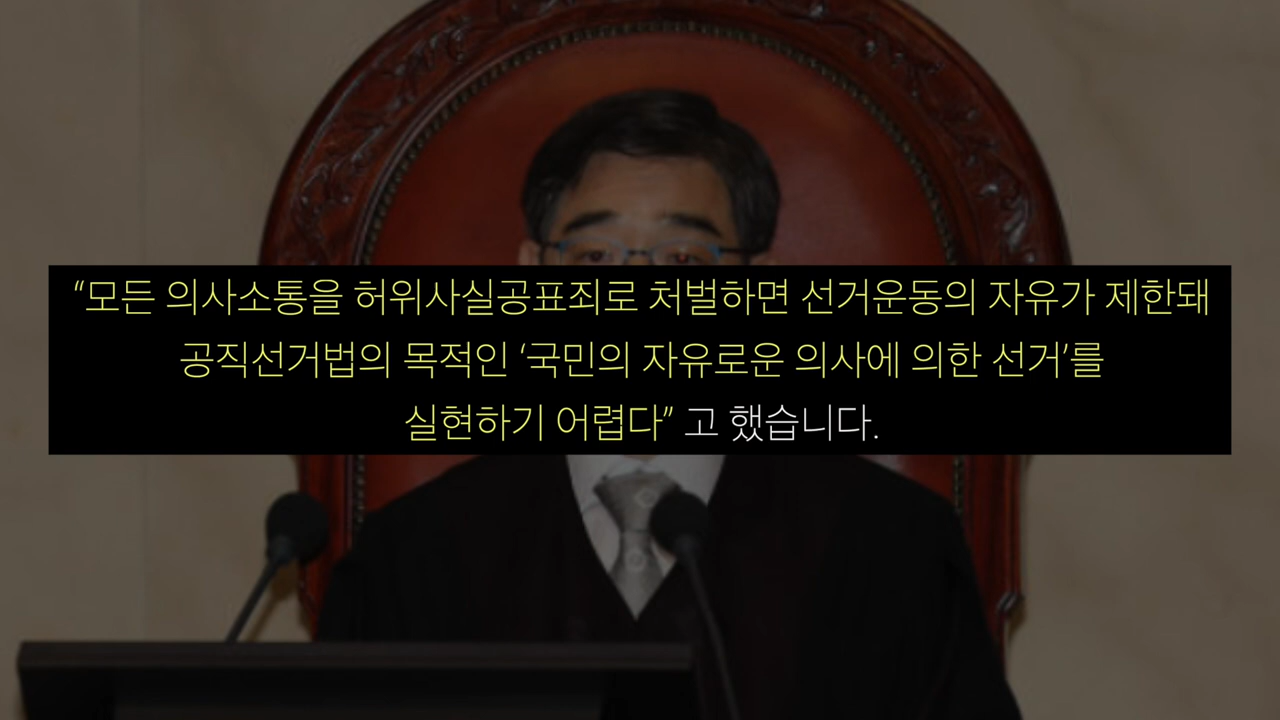 “모든 의사소통을 허위사실공표죄로 처벌하면 선거운동의 자유가 제한돼
공직선거법의 목적인 ‘국민의 자유로운 의사에 의한 선거’를
실현하기 어렵다” 고 했습니다.